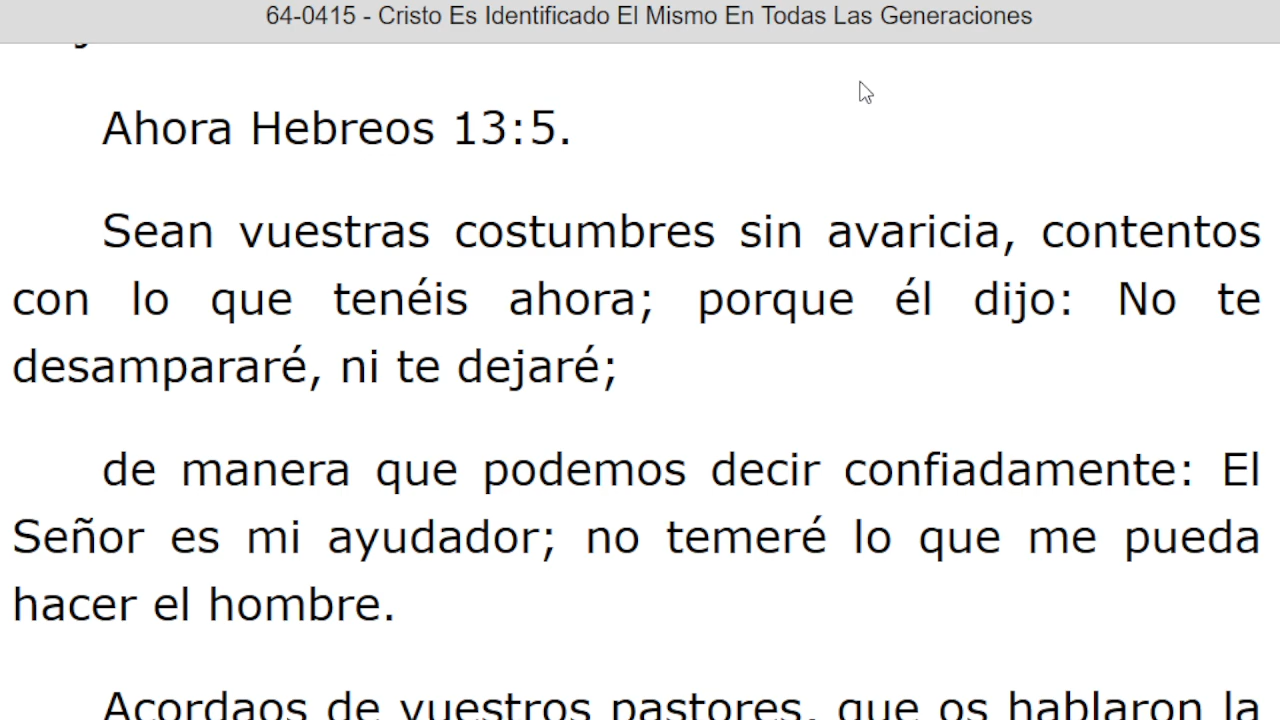 64-0415 - Cristo Es Identificado El Mismo En Todas Las Generaciones
Ahora Hebreos 13:5.
Sean vuestras costumbres sin avaricia, contentos
con lo que tenéis ahora; porque él dijo: No te
desampararé, ni te dejaré;
de manera que podemos decir confiadamente: El
Señor es mi ayudador; no temeré lo que me pueda
hacer el hombre.
Acordaos de vuestros pastores, que os hablaron la